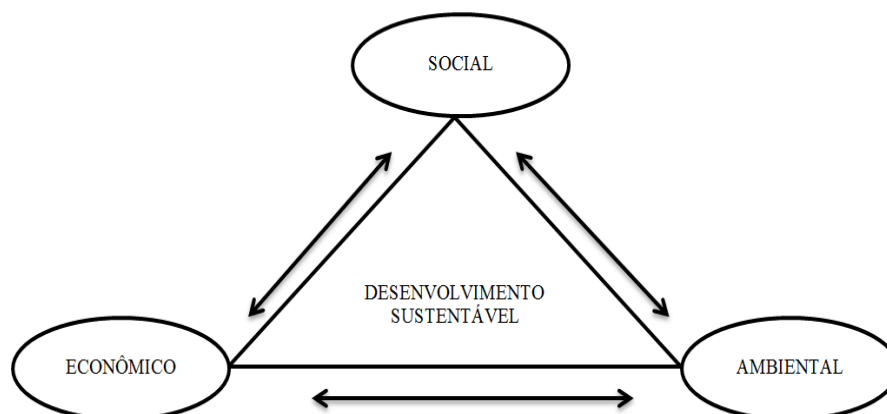 SOCIAL
DESENVOLVIMENTO
SUSTENTÁVEL
ECONÔMICO
AMBIENTAL